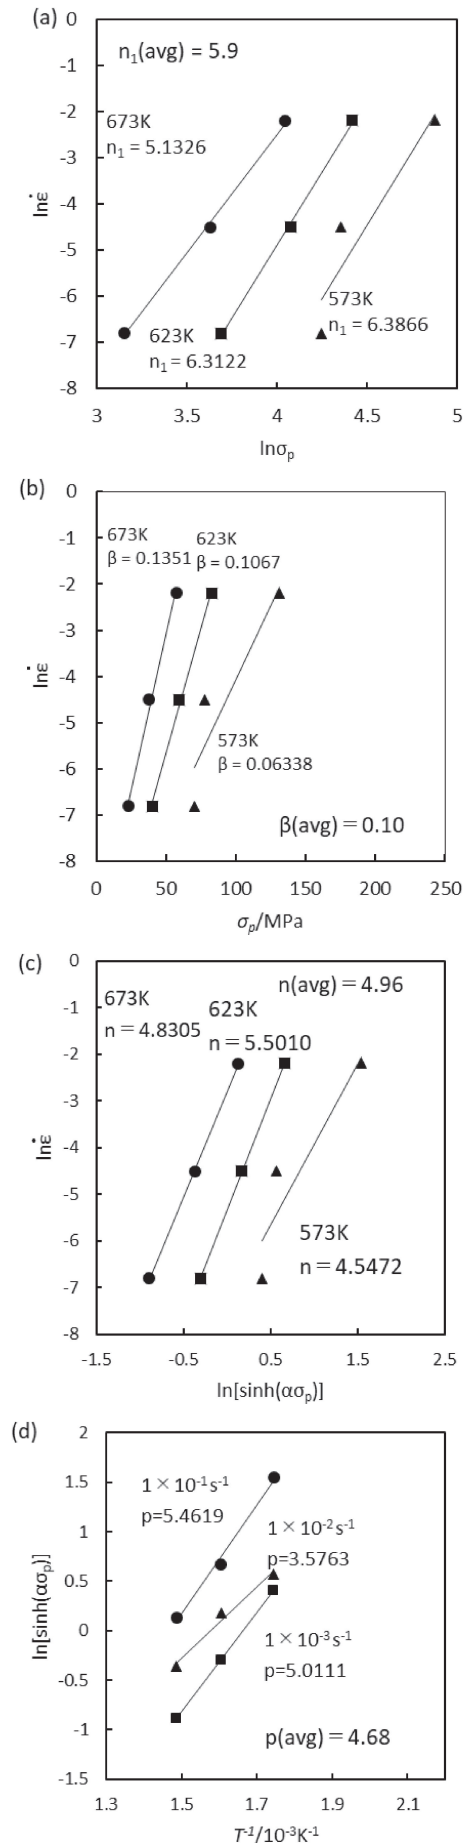 (a)
0
-1
-2
-3
-4
-5
-6
-7
-8
lnε̇
n₁(avg) = 5.9
673K
n₁ = 5.1326
573K
n₁ = 6.3866
623K
n₁ = 6.3122
3 3.5 4 4.5 5
lnσₚ
(b)
0
-1
-2
-3
-4
-5
-6
-7
-8
lnε̇
673K
β = 0.1351
623K
β = 0.1067
573K
β = 0.06338
β(avg)＝0.10
0 50 100 150 200 250
σₚ/MPa
(c)
0
-1
-2
-3
-4
-5
-6
-7
-8
lnε̇
n(avg) = 4.96
673K
n＝4.8305
623K
n＝5.5010
573K
n＝4.5472
-1.5 -0.5 0.5 1.5 2.5
ln[sinh(ασₚ)]
(d)
2
1.5
1
0.5
0
-0.5
-1
-1.5
ln[sinh(ασₚ)]
1×10⁻¹s⁻¹
p=5.4619
1×10⁻²s⁻¹
p=3.5763
1×10⁻³s⁻¹
p=5.0111
p(avg)＝4.68
1.3 1.5 1.7 1.9 2.1
T⁻¹/10⁻³K⁻¹